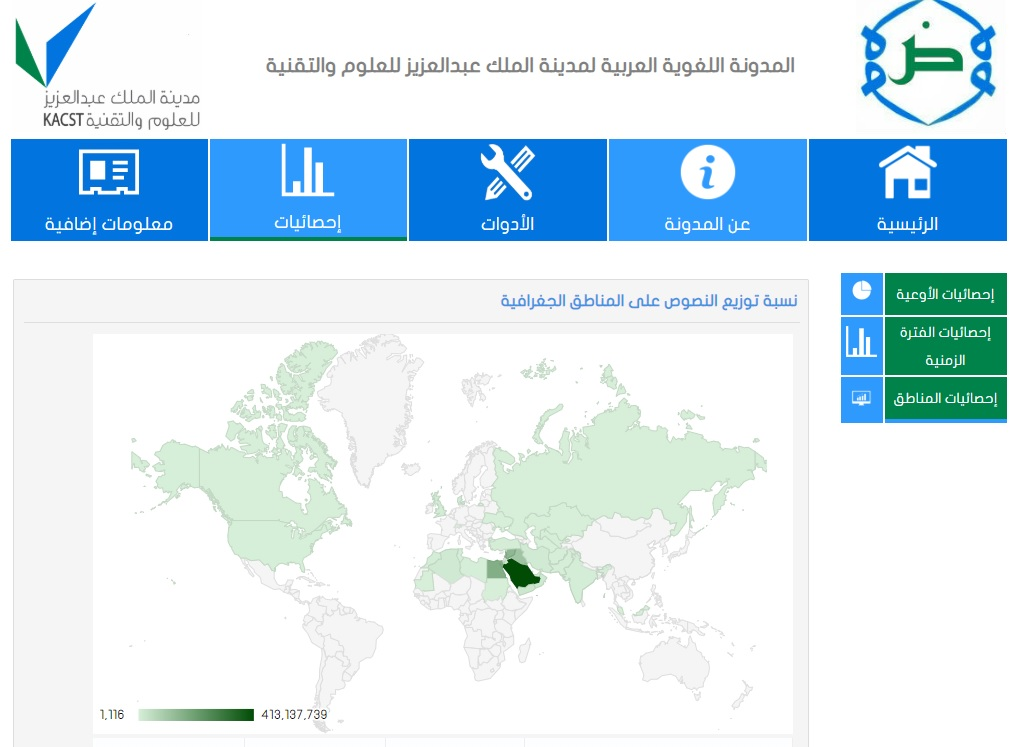 ض
المدونة اللغوية العربية لمدينة الملك عبدالعزيز للعلوم والتقنية
مدينة الملك عبدالعزيز
للعلوم والتقنية KACST
الرئيسية
عن المدونة
الأدوات
إحصائيات
معلومات إضافية
إحصائيات الأوعية
إحصائيات الفترة
الزمنية
إحصائيات المناطق
نسبة توزيع النصوص على المناطق الجغرافية
1,116
413,137,739